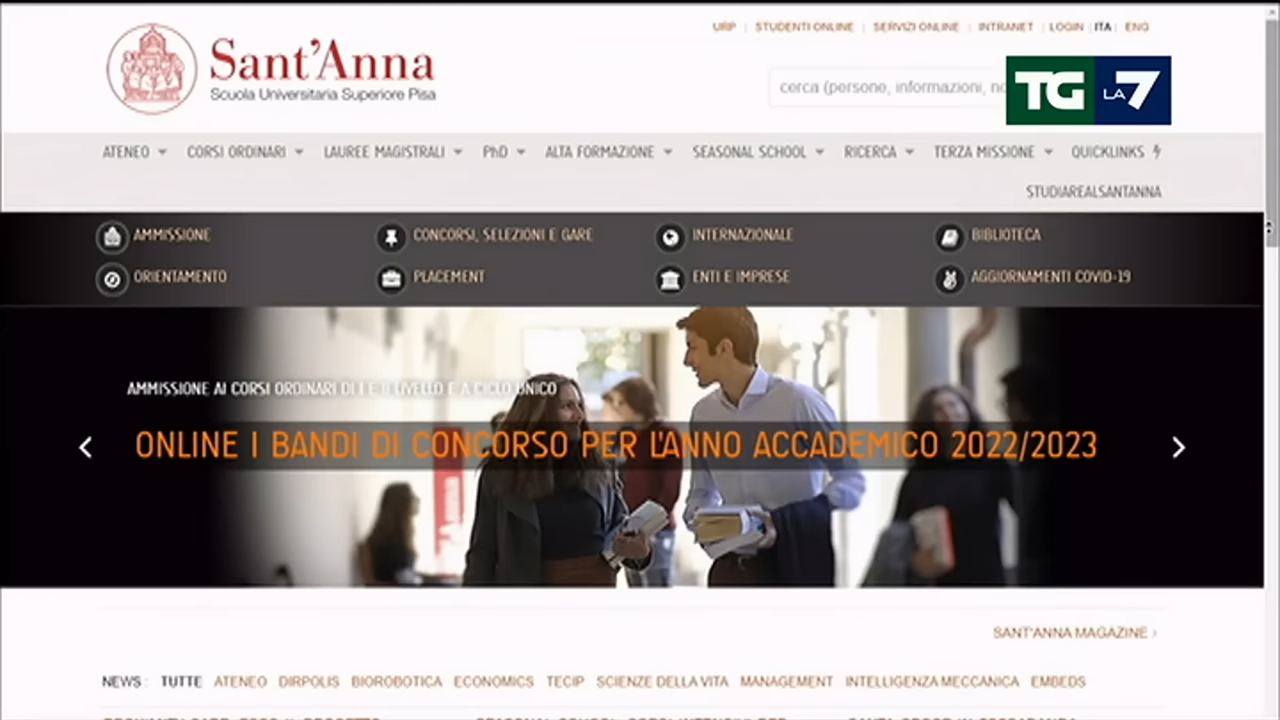 URP | STUDENTI ONLINE | SERVIZI ONLINE | INTRANET | LOGIN | ITA | ENG
Sant'Anna
Scuola Universitaria Superiore Pisa
cerca (persone, informazioni,
TG LA7
ATENEO CORSI ORDINARI LAUREE MAGISTRALI PhD ALTA FORMAZIONE SEASONAL SCHOOL RICERCA TERZA MISSIONE QUICKLINKS
STUDIAREALSANTANNA
AMMISSIONE CONCORSI, SELEZIONI E GARE INTERNAZIONALE BIBLIOTECA
ORIENTAMENTO PLACEMENT ENTI E IMPRESE AGGIORNAMENTI COVID-19
AMMISSIONE AI CORSI ORDINARI DI I E II LIVELLO E A CICLO UNICO
ONLINE I BANDI DI CONCORSO PER L'ANNO ACCADEMICO 2022/2023
SANT'ANNA MAGAZINE ›
NEWS : TUTTE ATENEO DIRPOLIS BIOROBOTICA ECONOMICS TECIP SCIENZE DELLA VITA MANAGEMENT INTELLIGENZA MECCANICA EMBEDS